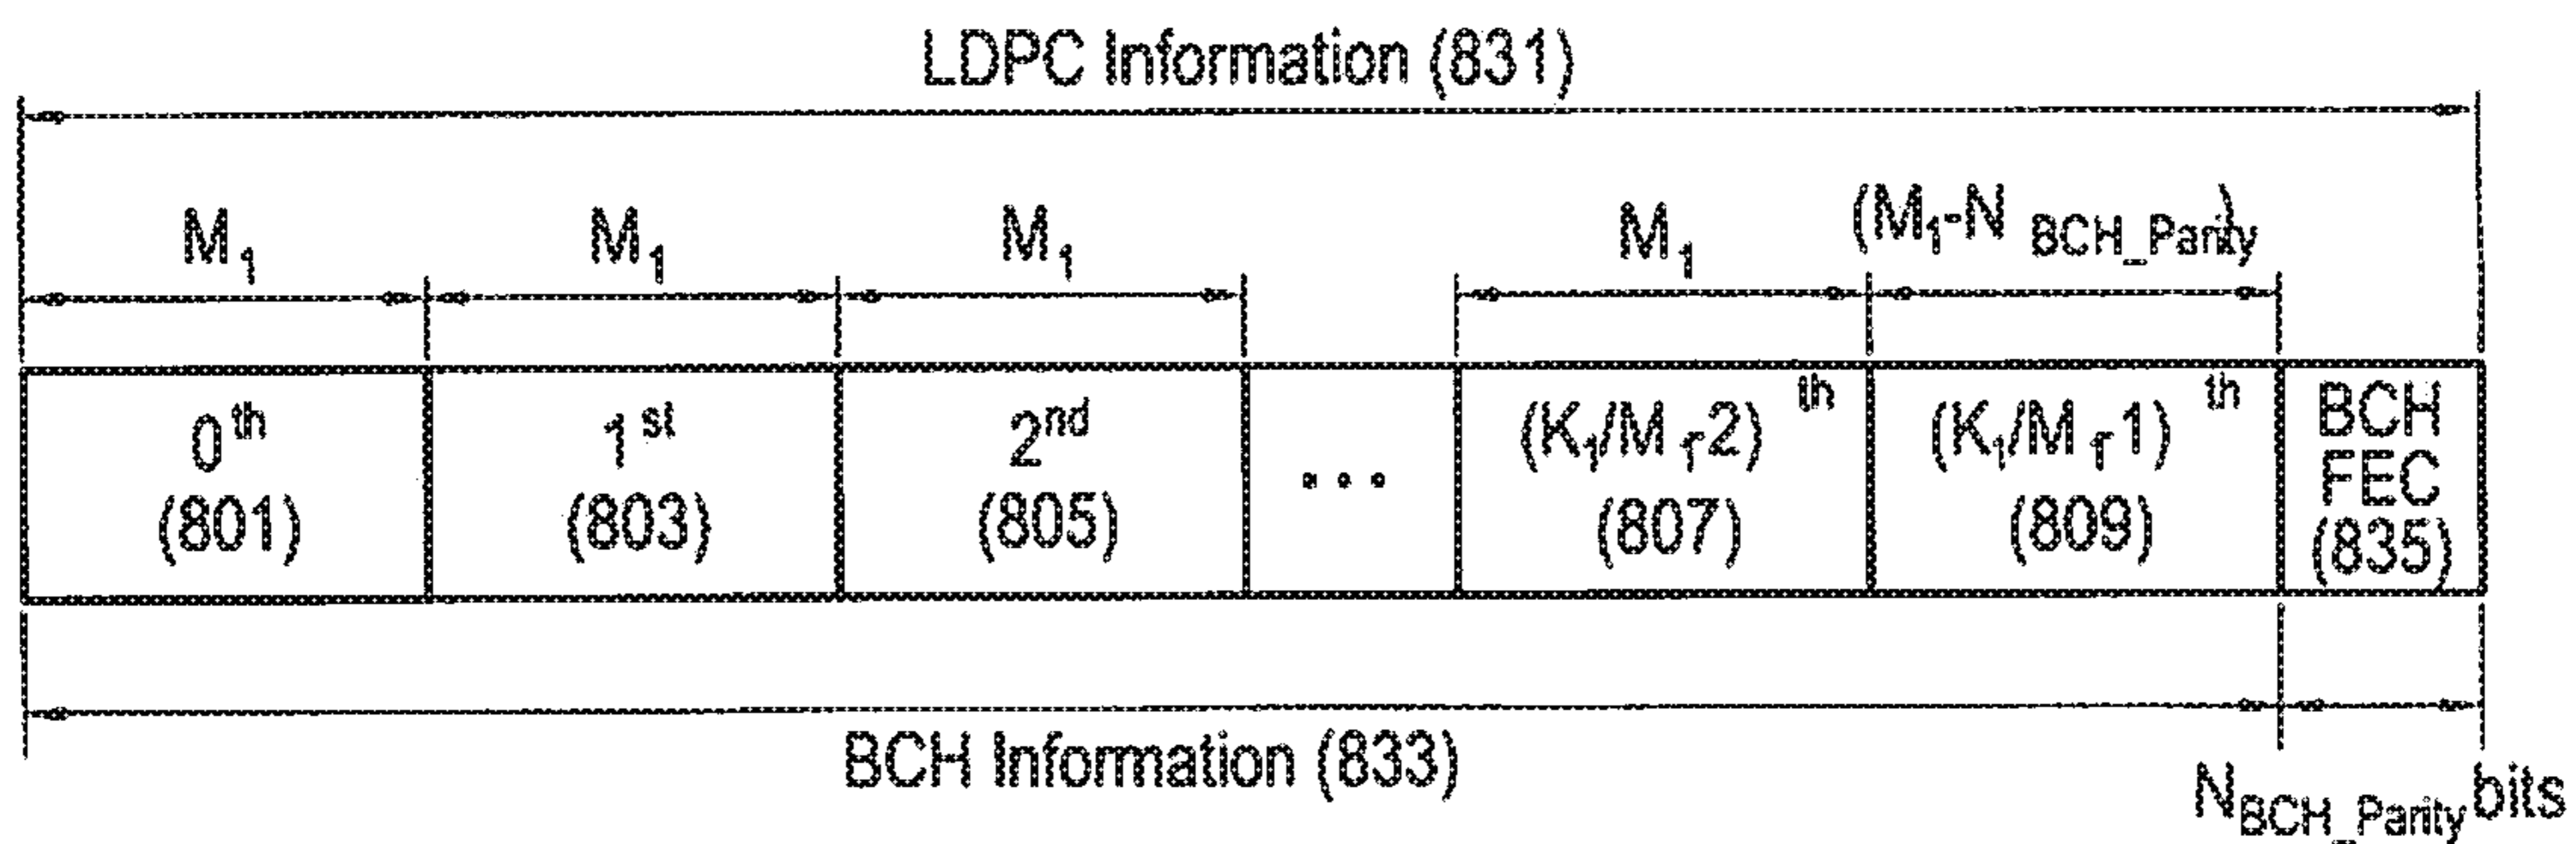 LDPC Information (831)
M₁ M₁ M₁ M₁ (M₁-N BCH_Parity)
0th 1st 2nd ... (K₁/M₁-2)th (K₁/M₁-1)th BCH
FEC
(801) (803) (805) (807) (809) (835)
BCH Information (833)
N_BCH_Parity bits